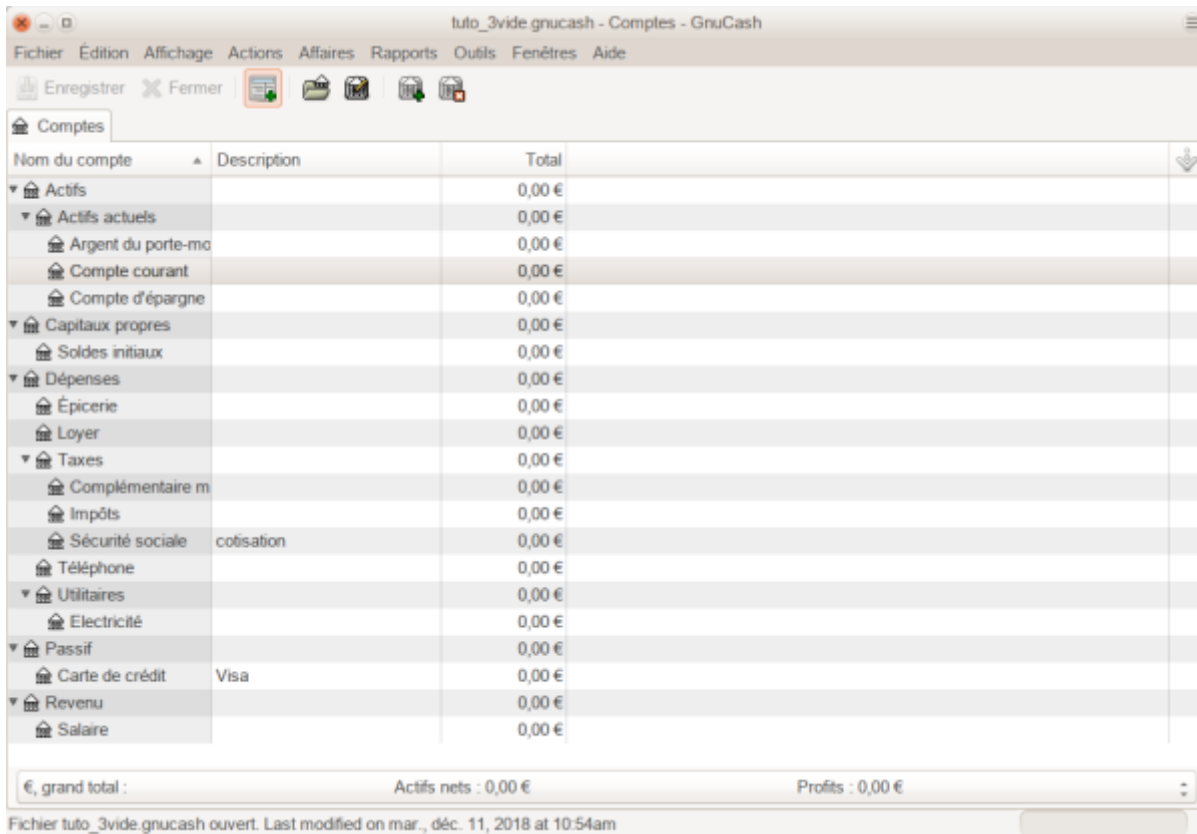 tuto_3vide.gnucash - Comptes - GnuCash
Fichier Édition Affichage Actions Affaires Rapports Outils Fenêtres Aide
Enregistrer Fermer
Comptes
Nom du compte Description Total
Actifs 0,00 €
Actifs actuels 0,00 €
Argent du porte-mo 0,00 €
Compte courant 0,00 €
Compte d'épargne 0,00 €
Capitaux propres 0,00 €
Soldes initiaux 0,00 €
Dépenses 0,00 €
Épicerie 0,00 €
Loyer 0,00 €
Taxes 0,00 €
Complémentaire m 0,00 €
Impôts 0,00 €
Sécurité sociale cotisation 0,00 €
Téléphone 0,00 €
Utilitaires 0,00 €
Electricité 0,00 €
Passif 0,00 €
Carte de crédit Visa 0,00 €
Revenu 0,00 €
Salaire 0,00 €
€, grand total : Actifs nets : 0,00 € Profits : 0,00 €
Fichier tuto_3vide.gnucash ouvert. Last modified on mar., déc. 11, 2018 at 10:54am